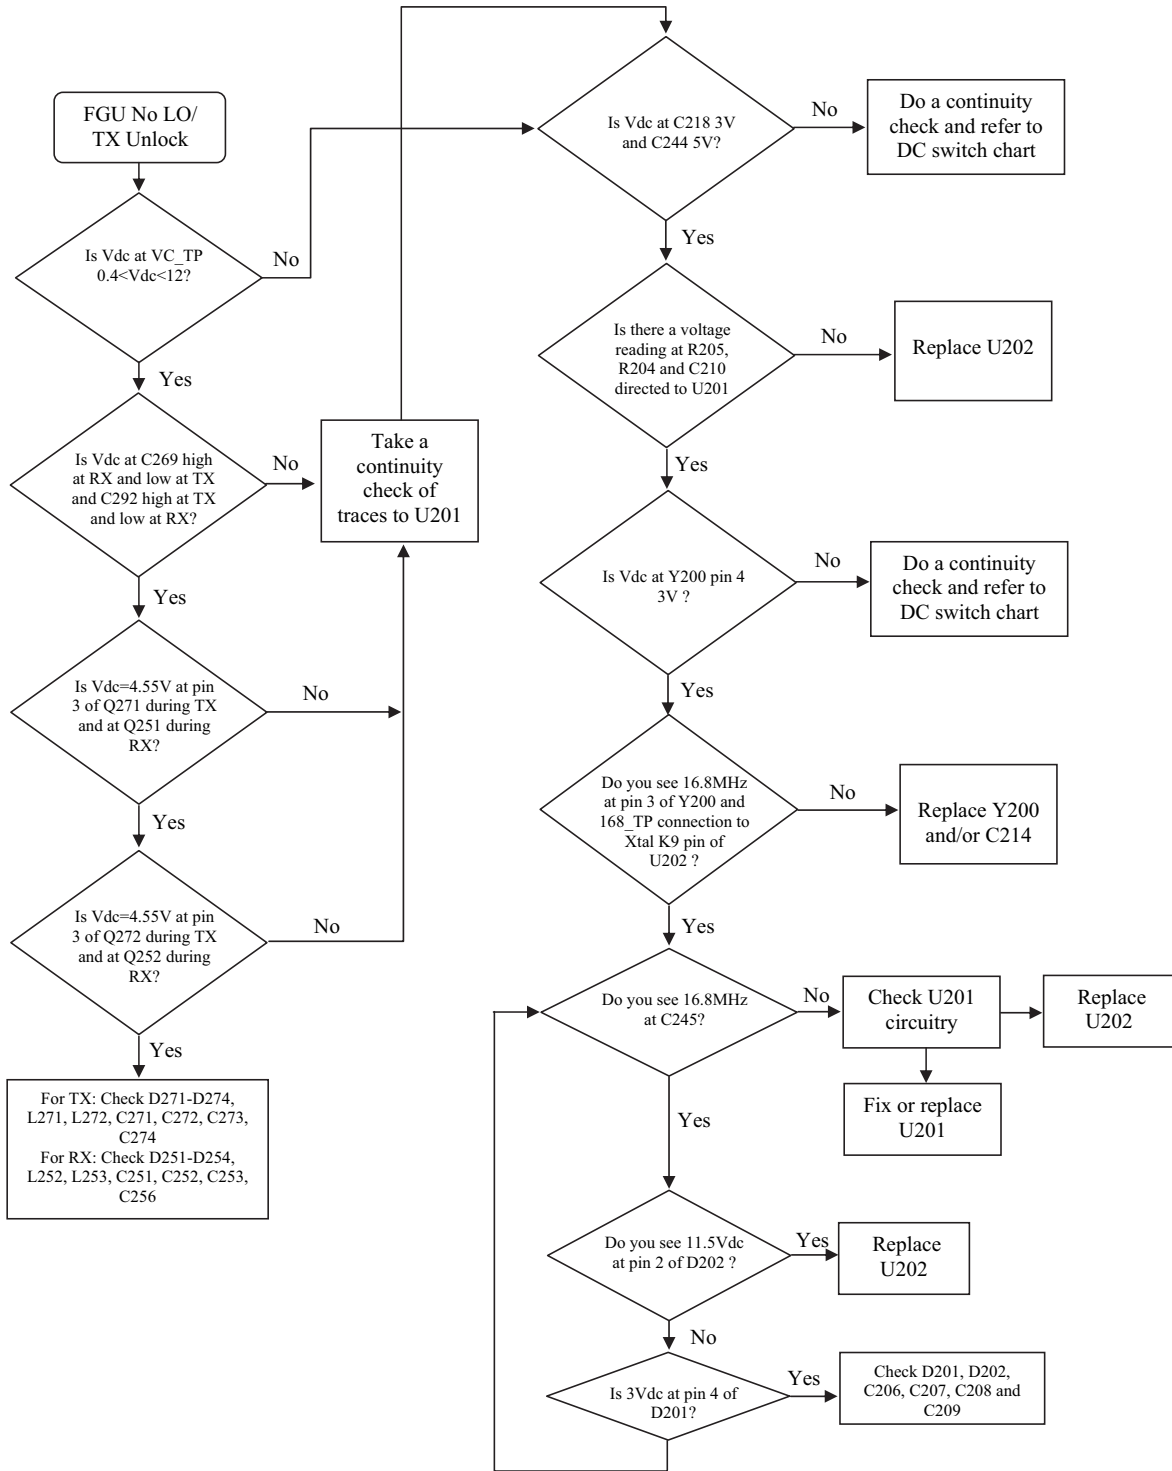 FGU No LO/
TX Unlock
Is Vdc at VC_TP
0.4<Vdc<12?
No
Yes
Is Vdc at C269 high
at RX and low at TX
and C292 high at TX
and low at RX?
No
Take a
continuity
check of
traces to U201
Yes
Is Vdc=4.55V at pin
3 of Q271 during TX
and at Q251 during
RX?
No
Yes
Is Vdc=4.55V at pin
3 of Q272 during TX
and at Q252 during
RX?
No
Yes
For TX: Check D271-D274,
L271, L272, C271, C272, C273,
C274
For RX: Check D251-D254,
L252, L253, C251, C252, C253,
C256
Is Vdc at C218 3V
and C244 5V?
No
Do a continuity
check and refer to
DC switch chart
Yes
Is there a voltage
reading at R205,
R204 and C210
directed to U201
No
Replace U202
Yes
Is Vdc at Y200 pin 4
3V ?
No
Do a continuity
check and refer to
DC switch chart
Yes
Do you see 16.8MHz
at pin 3 of Y200 and
168_TP connection to
Xtal K9 pin of
U202 ?
No
Replace Y200
and/or C214
Yes
Do you see 16.8MHz
at C245?
No
Check U201
circuitry
Replace
U202
Fix or replace
U201
Yes
Do you see 11.5Vdc
at pin 2 of D202 ?
Yes
Replace
U202
No
Is 3Vdc at pin 4 of
D201?
Yes
Check D201, D202,
C206, C207, C208 and
C209